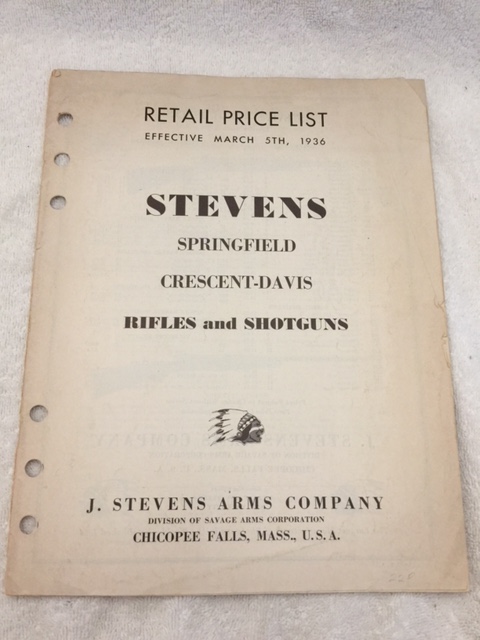 RETAIL PRICE LIST
EFFECTIVE MARCH 5TH, 1936
STEVENS
SPRINGFIELD
CRESCENT-DAVIS
RIFLES and SHOTGUNS
J. STEVENS ARMS COMPANY
DIVISION OF SAVAGE ARMS CORPORATION
CHICOPEE FALLS, MASS., U.S.A.